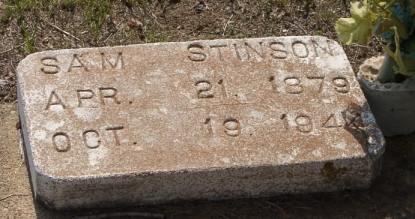 SAM STINSON
APR. 21. 1879
OCT. 19.